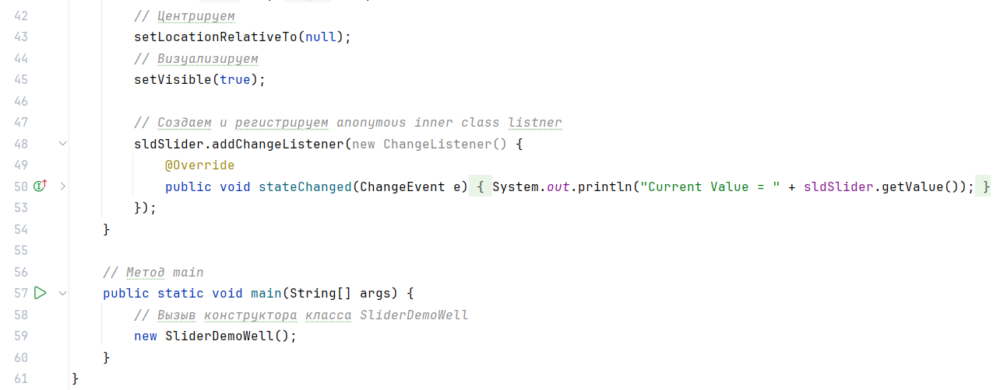 42 // Центрируем
43 setLocationRelativeTo(null);
44 // Визуализируем
45 setVisible(true);
46
47 // Создаем и регистрируем anonymous inner class listner
48 sldSlider.addChangeListener(new ChangeListener() {
49 @Override
50 public void stateChanged(ChangeEvent e) { System.out.println("Current Value = " + sldSlider.getValue()); }
53 });
54 }
55
56 // Метод main
57 public static void main(String[] args) {
58 // Вызыв конструктора класса SliderDemoWell
59 new SliderDemoWell();
60 }
61 }